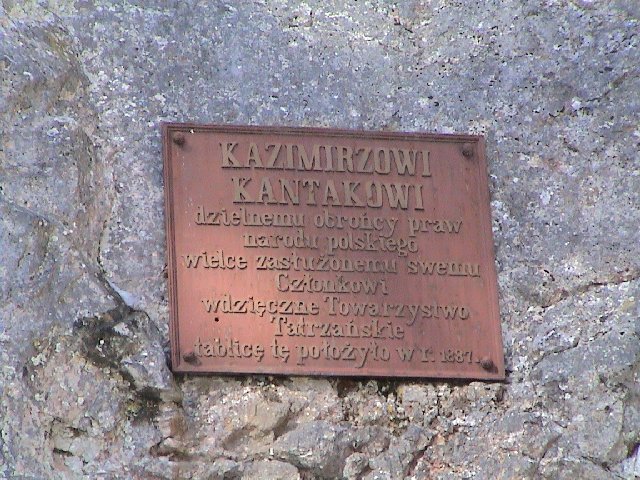 KAZIMIRZOWI
KANTAKOWI
dzielnemu obrońcy praw
narodu polskiego
wielce zasłużonemu swemu
Członkowi
wdzięczne Towarzystwo
Tatrzańskie
tablicę tę położyło w r. 1887.